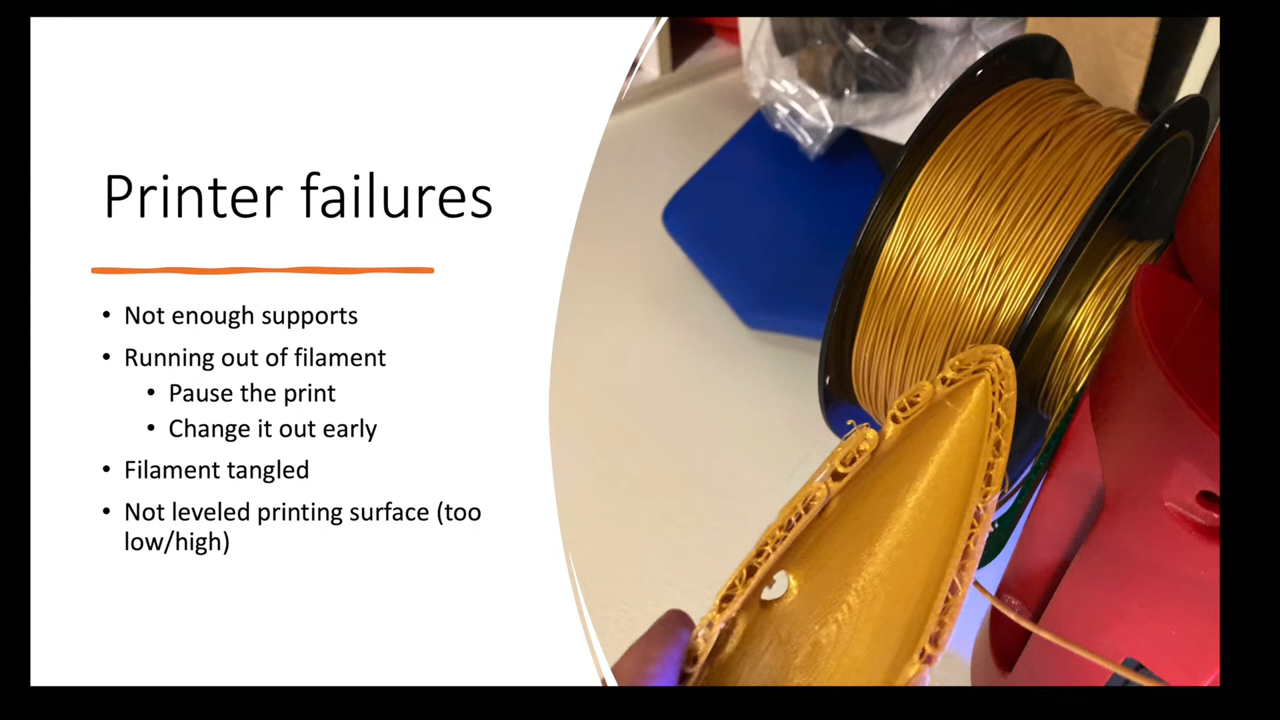 Printer failures
• Not enough supports
• Running out of filament
• Pause the print
• Change it out early
• Filament tangled
• Not leveled printing surface (too
low/high)